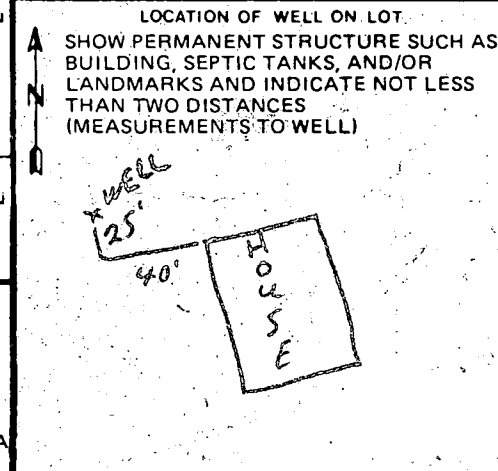 LOCATION OF WELL ON LOT
SHOW PERMANENT STRUCTURE SUCH AS
BUILDING, SEPTIC TANKS, AND/OR
LANDMARKS AND INDICATE NOT LESS
THAN TWO DISTANCES
(MEASUREMENTS TO WELL)
N
X WELL
25'
40'
HOUSE